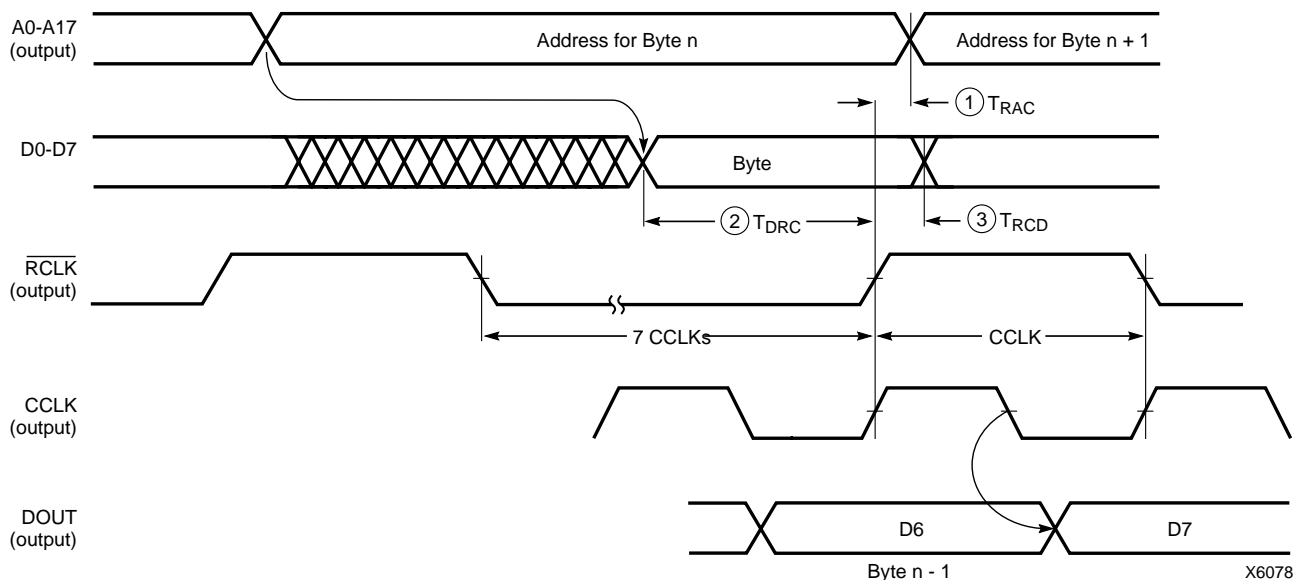 A0-A17
(output)
Address for Byte n
Address for Byte n + 1
1 TRAC
D0-D7
Byte
2 TDRC
3 TRCD
RCLK
(output)
7 CCLKs
CCLK
CCLK
(output)
DOUT
(output)
D6
D7
Byte n - 1
X6078